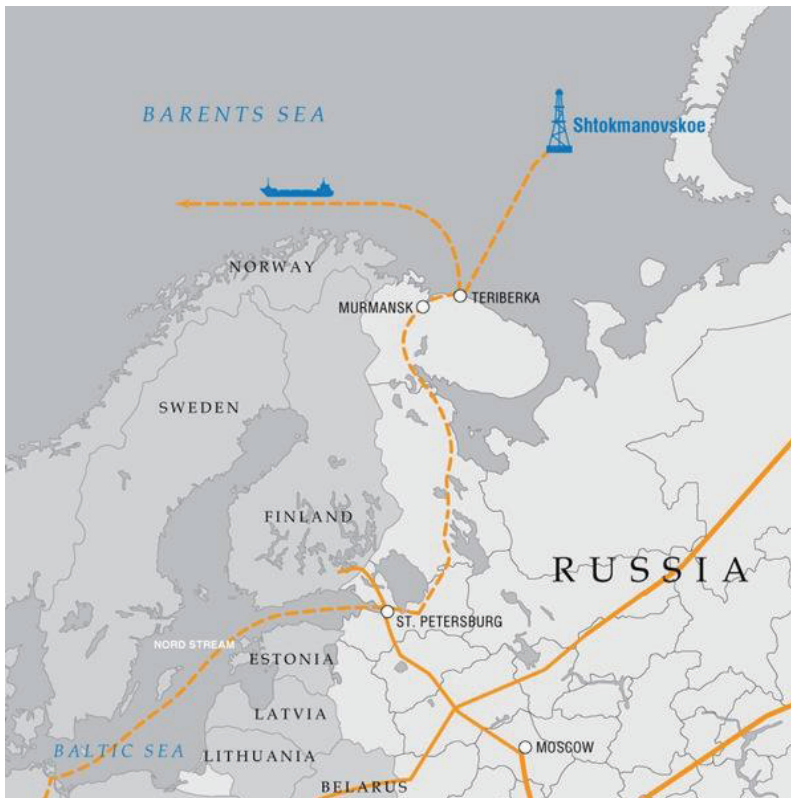 BARENTS SEA
Shtokmanovskoe
NORWAY
TERIBERKA
MURMANSK
SWEDEN
FINLAND
RUSSIA
ST. PETERSBURG
NORD STREAM
ESTONIA
LATVIA
BALTIC SEA
MOSCOW
LITHUANIA
BELARUS